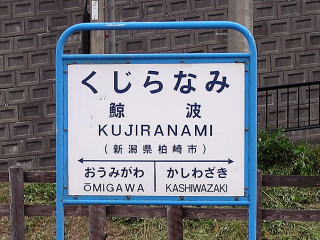 くじらなみ
鯨 波
KUJIRANAMI
(新潟県柏崎市)
おうみがわ かしわざき
ŌMIGAWA KASHIWAZAKI